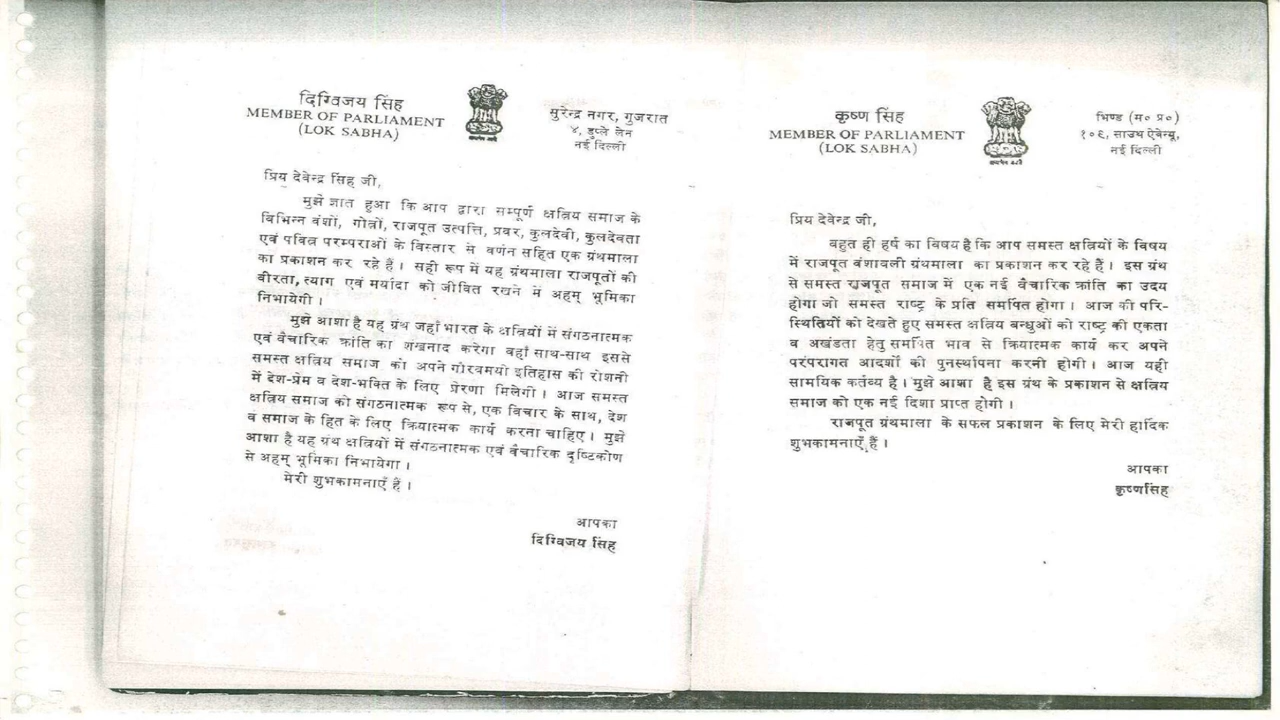 दिग्विजय सिंह
MEMBER OF PARLIAMENT
(LOK SABHA)
सुरेन्द्र नगर, गुजरात
४, डुप्ले लेन
नई दिल्ली
प्रिय देवेन्द्र सिंह जी,
मुझे ज्ञात हुआ कि आप द्वारा सम्पूर्ण क्षत्रिय समाज के
विभिन्न वंशों, गोत्रों, राजपूत उत्पत्ति, प्रवर, कुलदेवी, कुलदेवता
एवं पवित्र परम्पराओं के विस्तार से वर्णन सहित एक ग्रंथमाला
का प्रकाशन कर रहे हैं। सही रूप में यह ग्रंथमाला राजपूतों की
वीरता, त्याग एवं मर्यादा को जीवित रखने में अहम् भूमिका
निभायेगी।
मुझे आशा है यह ग्रंथ जहाँ भारत के क्षत्रियों में संगठनात्मक
एवं वैचारिक क्रांति का शंखनाद करेगा वहाँ साथ-साथ इससे
समस्त क्षत्रिय समाज को अपने गौरवमयी इतिहास की रोशनी
में देश-प्रेम व देश-भक्ति के लिए प्रेरणा मिलेगी। आज समस्त
क्षत्रिय समाज को संगठनात्मक रूप से, एक विचार के साथ, देश
व समाज के हित के लिए क्रियात्मक कार्य करना चाहिए। मुझे
आशा है यह ग्रंथ क्षत्रियों में संगठनात्मक एवं वैचारिक दृष्टिकोण
से अहम् भूमिका निभायेगा।
मेरी शुभकामनाएँ हैं।
आपका
दिग्विजय सिंह
कृष्ण सिंह
MEMBER OF PARLIAMENT
(LOK SABHA)
भिण्ड (म० प्र०)
१०६, साउथ ऐवेन्यू,
नई दिल्ली
प्रिय देवेन्द्र जी,
बहुत ही हर्ष का विषय है कि आप समस्त क्षत्रियों के विषय
में राजपूत वंशावली ग्रंथमाला का प्रकाशन कर रहे हैं। इस ग्रंथ
से समस्त राजपूत समाज में एक नई वैचारिक क्रांति का उदय
होगा जो समस्त राष्ट्र के प्रति समर्पित होगा। आज की परि-
स्थितियों को देखते हुए समस्त क्षत्रिय बन्धुओं को राष्ट्र की एकता
व अखंडता हेतु समर्पित भाव से क्रियात्मक कार्य कर अपने
परंपरागत आदर्शों की पुनर्स्थापना करनी होगी। आज यही
सामयिक कर्तव्य है। मुझे आशा है इस ग्रंथ के प्रकाशन से क्षत्रिय
समाज को एक नई दिशा प्राप्त होगी।
राजपूत ग्रंथमाला के सफल प्रकाशन के लिए मेरी हार्दिक
शुभकामनाएँ हैं।
आपका
कृष्णसिंह